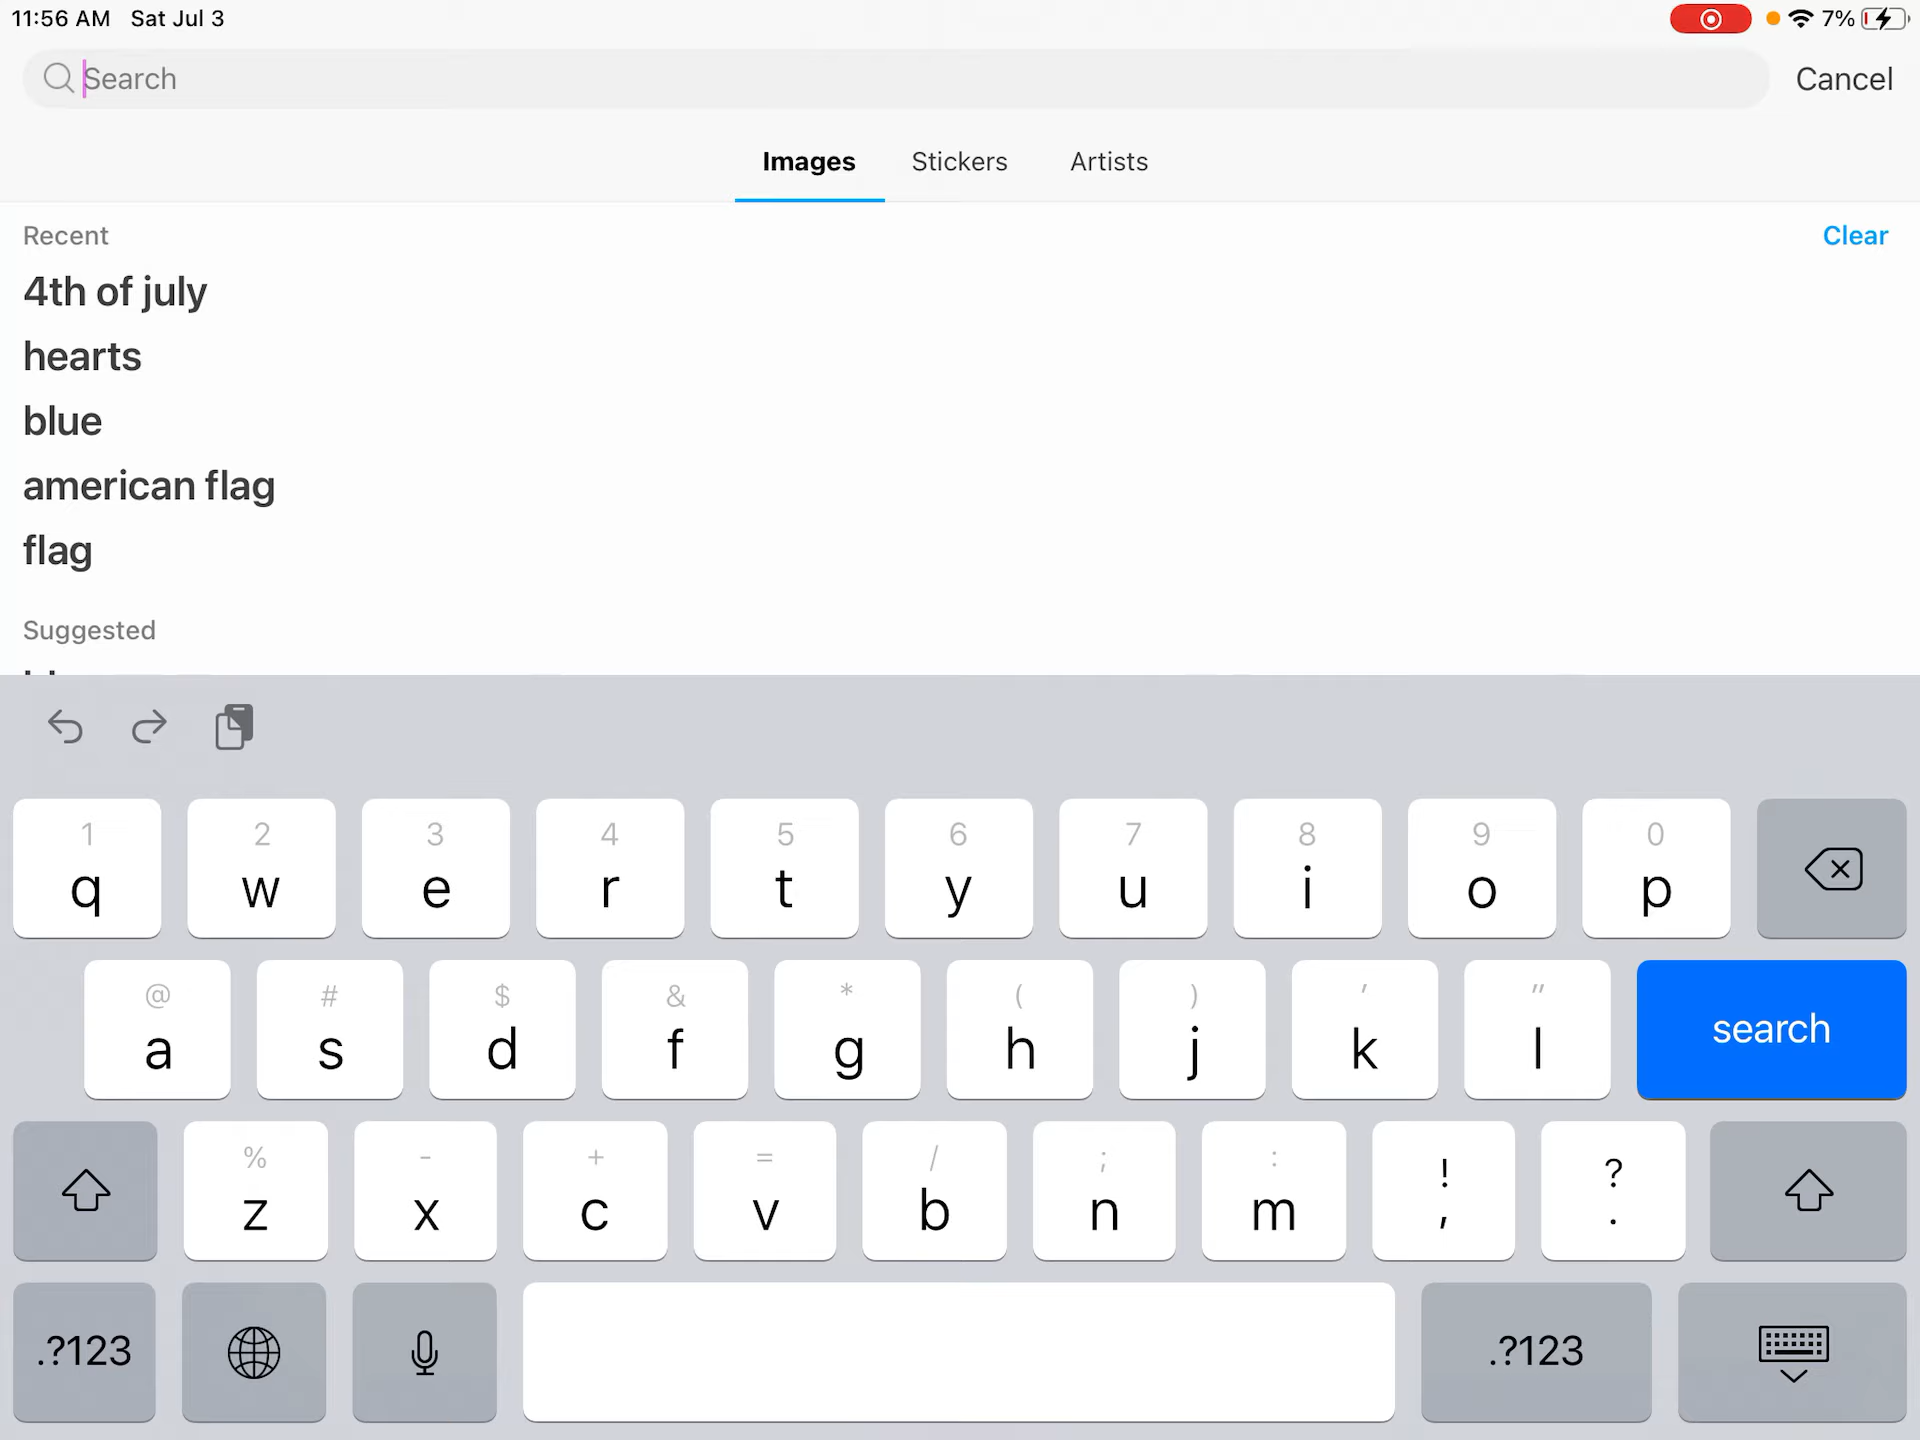 11:56 AM Sat Jul 3 7%
Search Cancel
Images Stickers Artists
Recent Clear
4th of july
hearts
blue
american flag
flag
Suggested
1 2 3 4 5 6 7 8 9 0
q w e r t y u i o p
@ # $ & * ( ) ' "
a s d f g h j k l search
% - + = / ; : ! ?
z x c v b n m , .
.?123 .?123